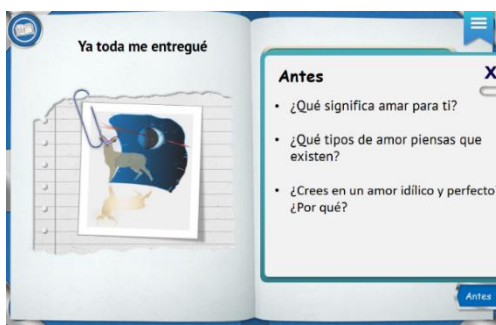 Ya toda me entregué
Antes
X
• ¿Qué significa amar para ti?
• ¿Qué tipos de amor piensas que
existen?
• ¿Crees en un amor idílico y perfecto
¿Por qué?
Antes